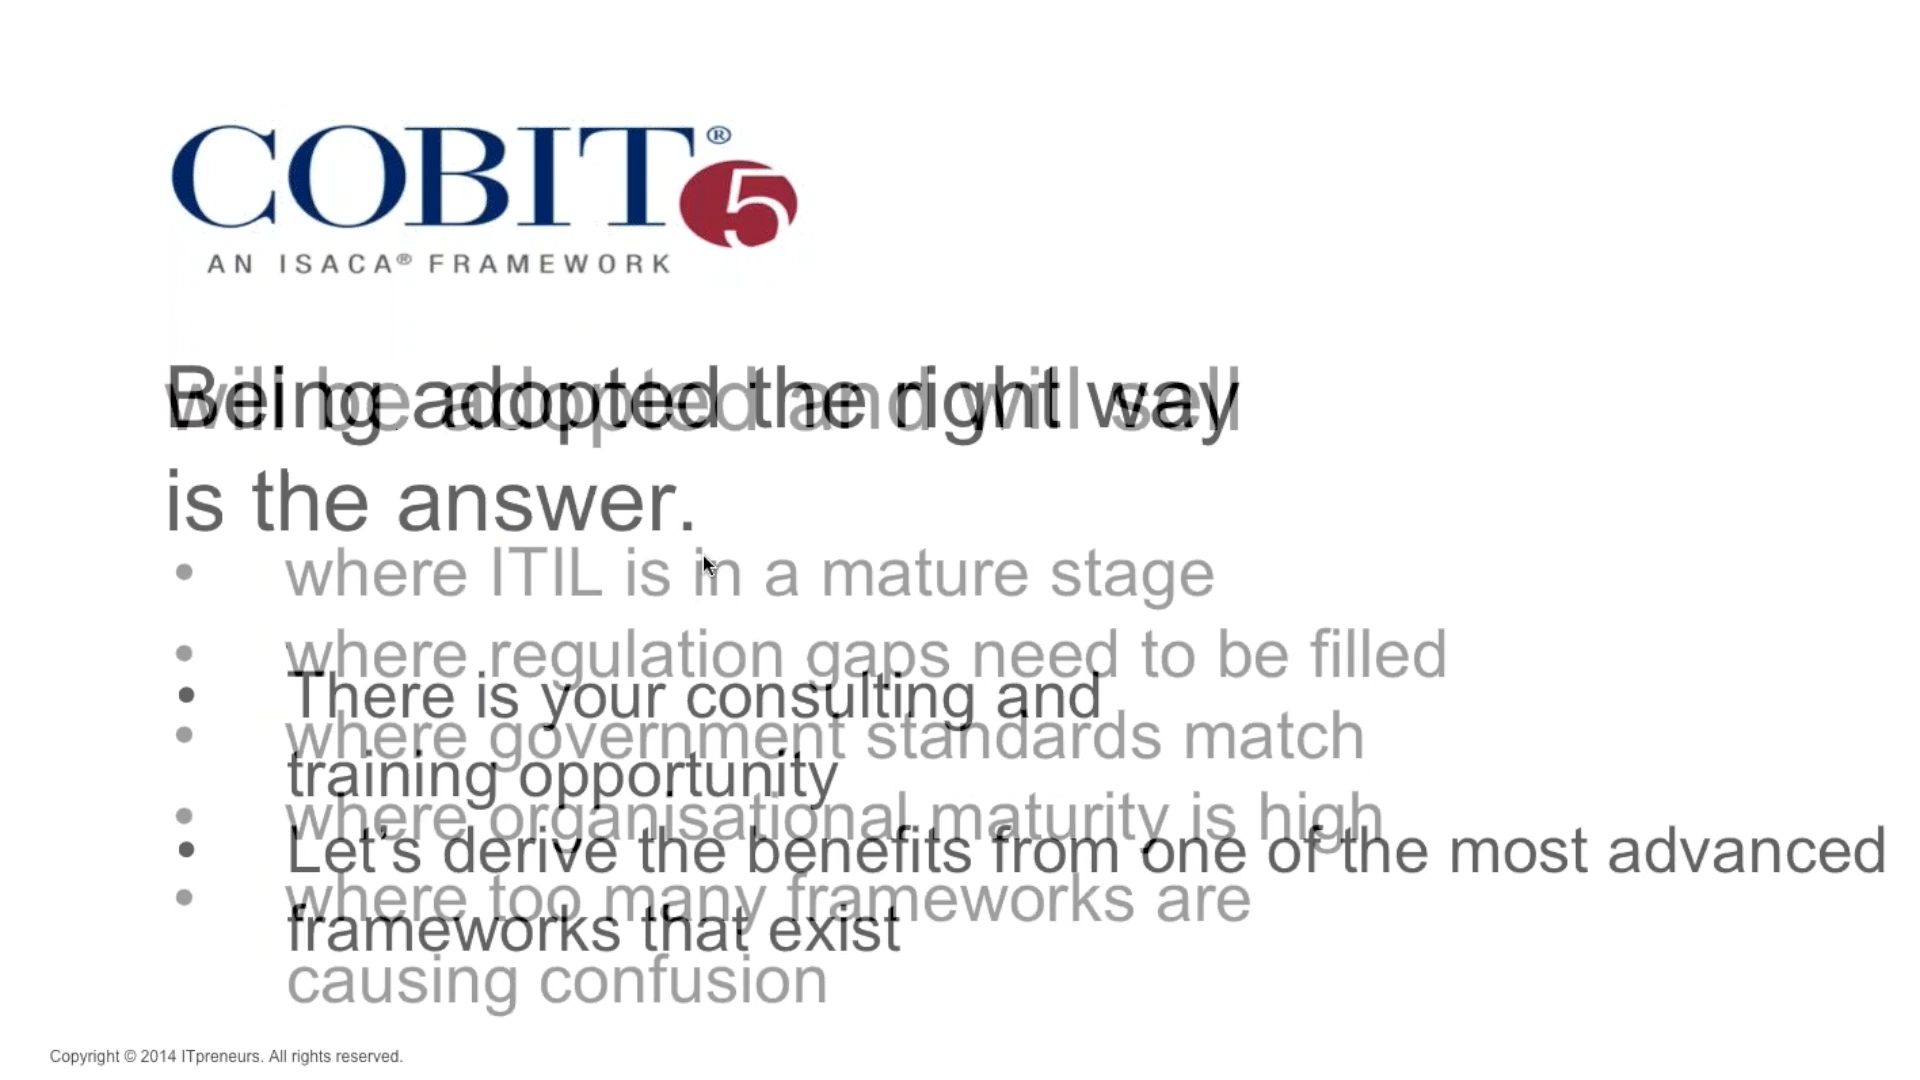 COBIT® 5
AN ISACA® FRAMEWORK
Being adopted the right way
will be adopted and will sell
is the answer.
• where ITIL is in a mature stage
• where regulation gaps need to be filled
• There is your consulting and
• where government standards match
training opportunity
• where organisational maturity is high
• Let's derive the benefits from one of the most advanced
• where too many frameworks are
frameworks that exist
causing confusion
Copyright © 2014 ITpreneurs. All rights reserved.